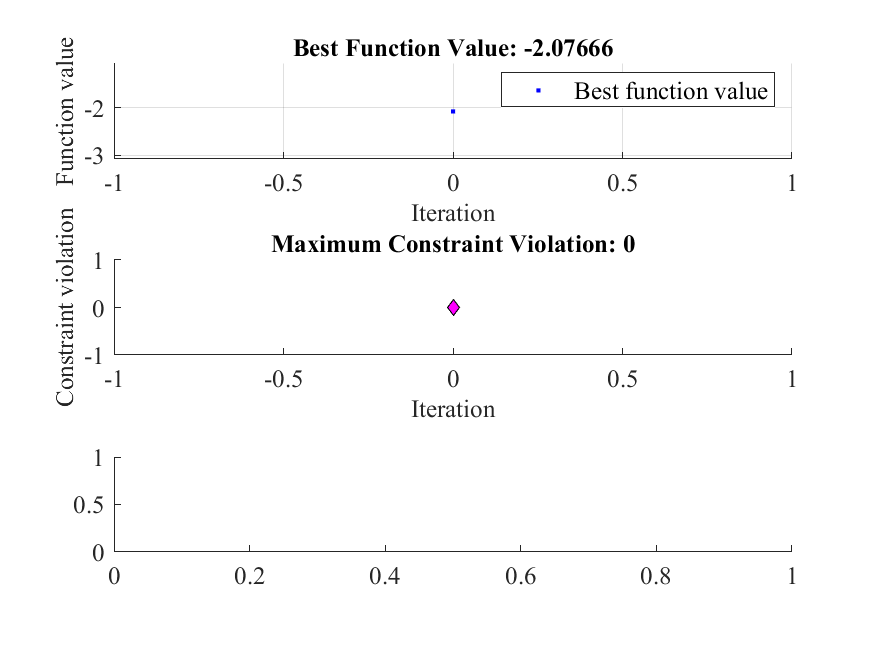 Best Function Value: -2.07666
Function value
-2
-3
Best function value
-1 -0.5 0 0.5 1
Iteration
Maximum Constraint Violation: 0
Constraint violation
1
0
-1
-1 -0.5 0 0.5 1
Iteration
1
0.5
0
0 0.2 0.4 0.6 0.8 1